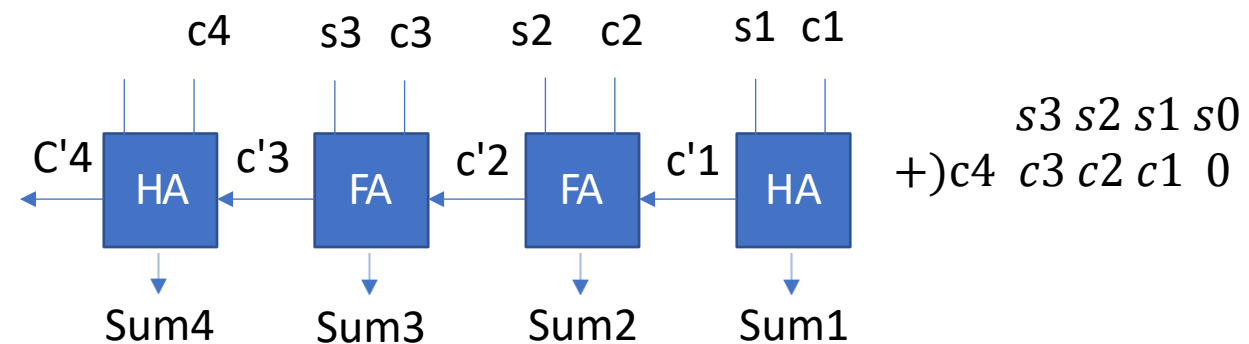 c4 s3 c3 s2 c2 s1 c1
s3 s2 s1 s0
C'4 c'3 c'2 c'1
+)c4 c3 c2 c1 0
HA FA FA HA
Sum4 Sum3 Sum2 Sum1